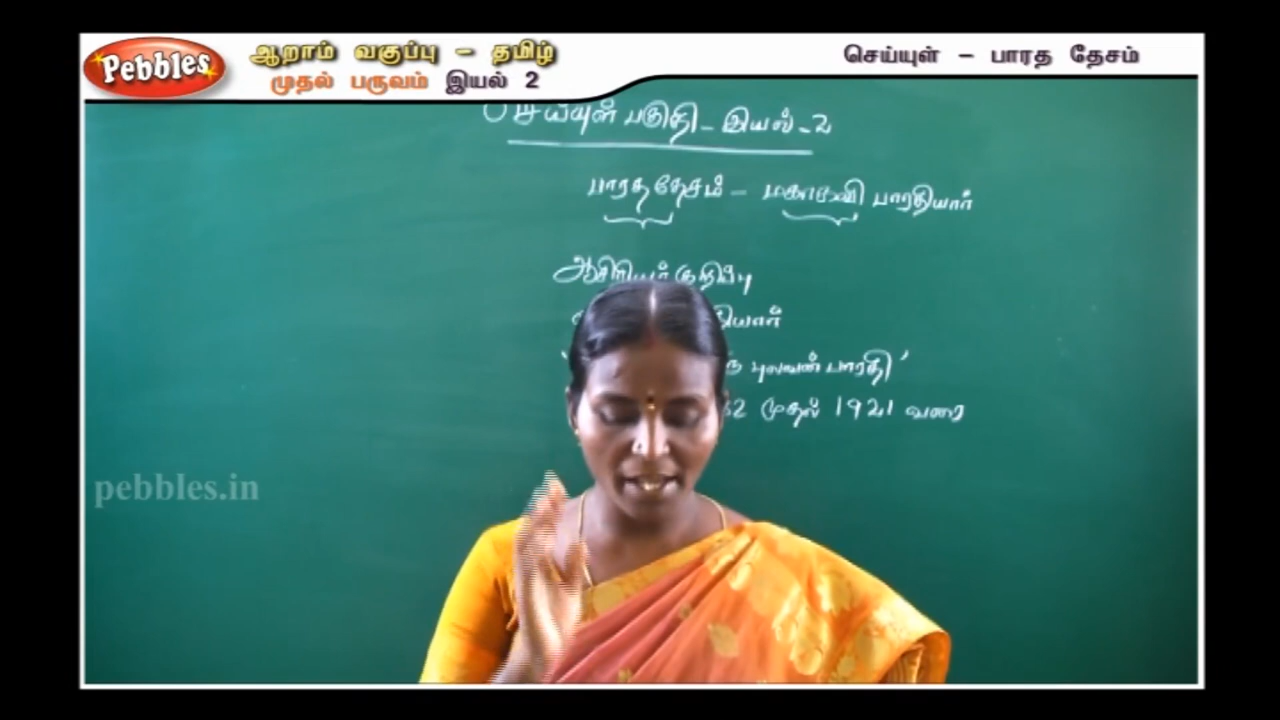 Pebbles
ஆறாம் வகுப்பு – தமிழ்
முதல் பருவம் இயல் 2
செய்யுள் – பாரத தேசம்
செய்யுள் பகுதி - இயல் - 2
பாரததேசம் – மகாகவி பாரதியார்
ஆசிரியர் குறிப்பு
புலவன் பாரதி'
முதல் 1921 வரை
pebbles.in